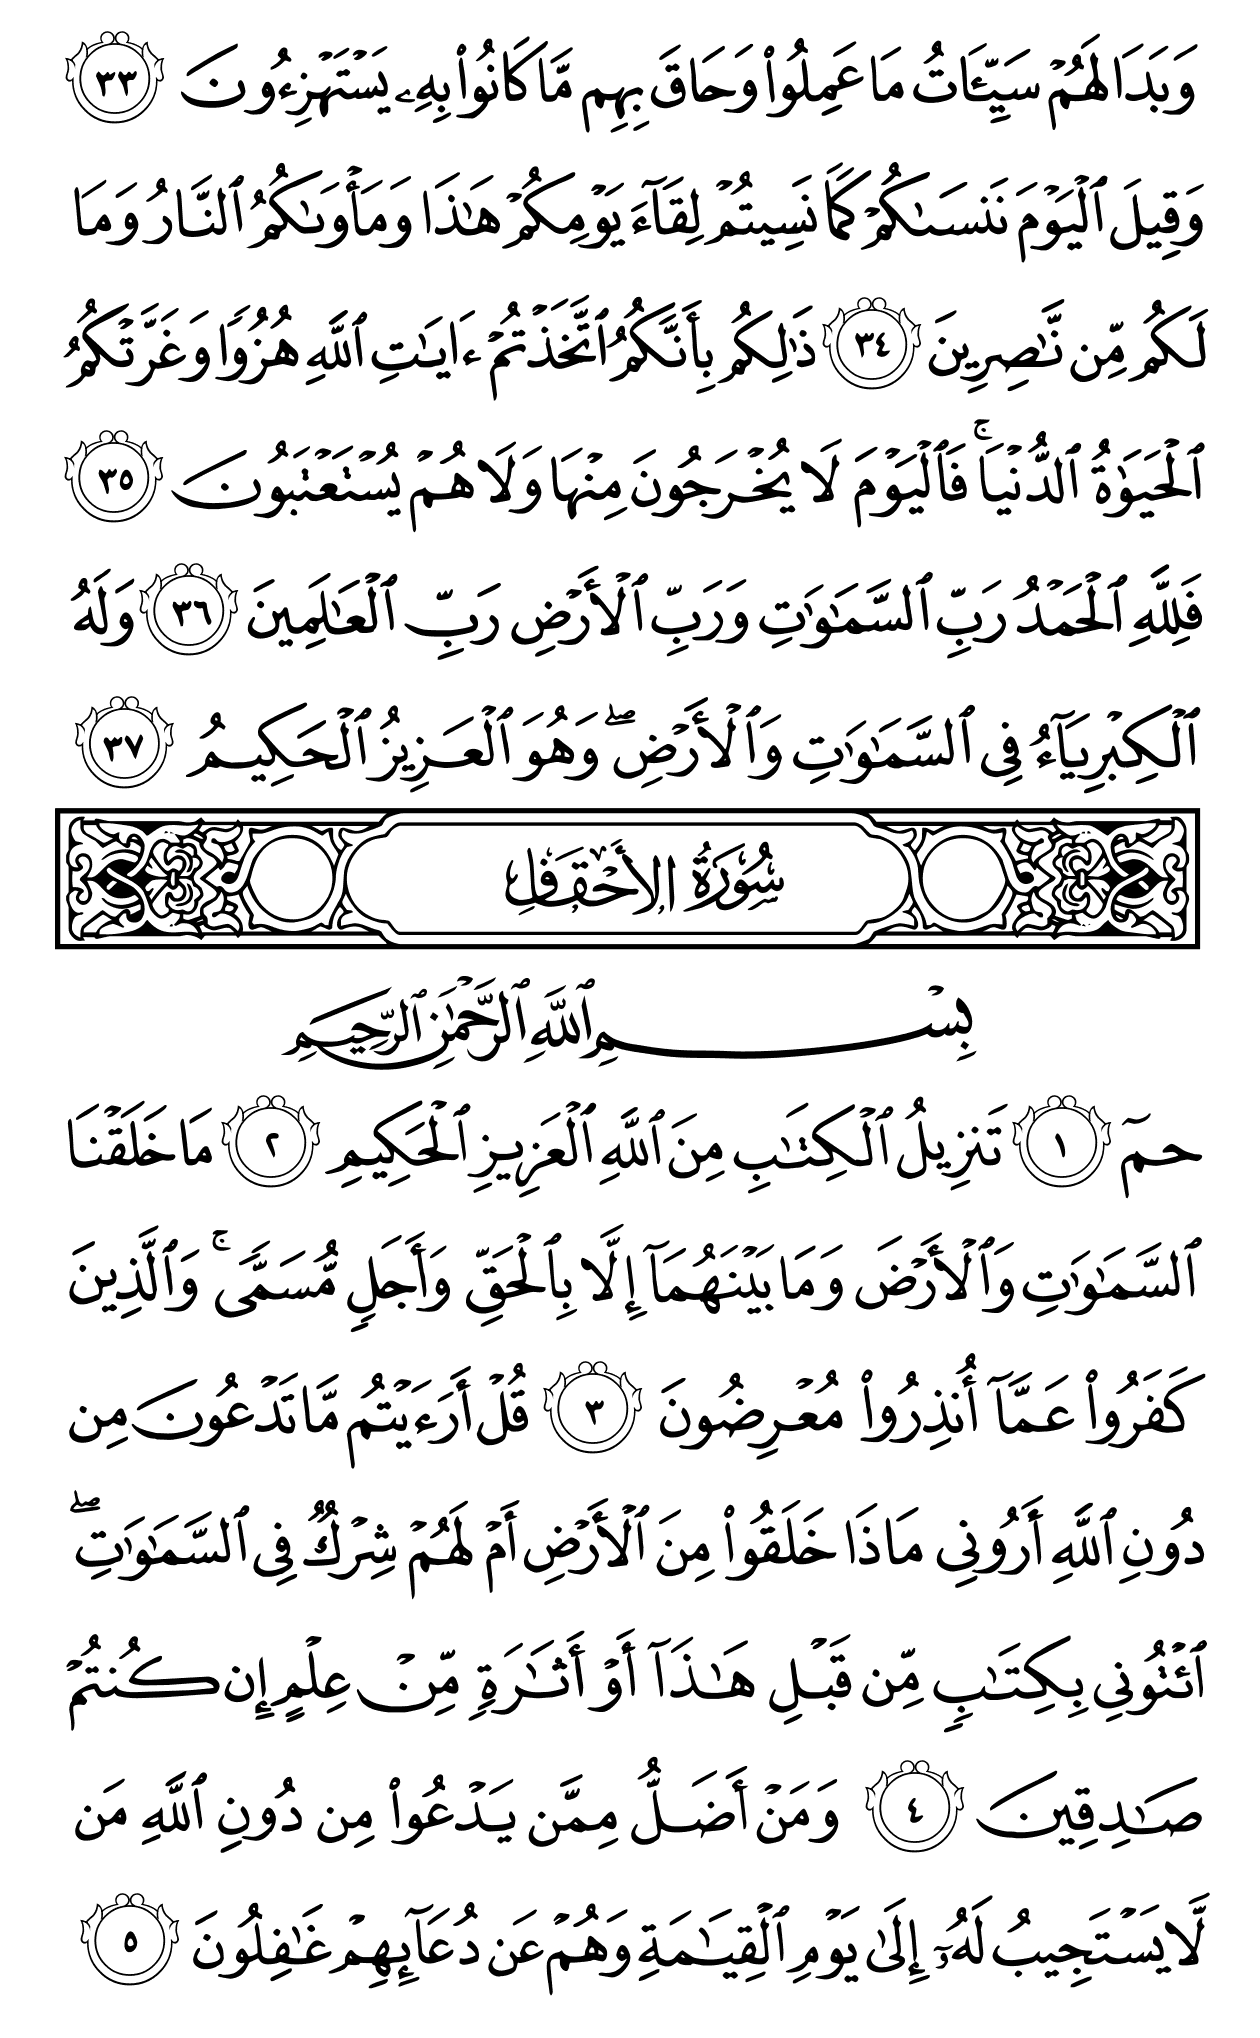 وَبَدَا لَهُمْ سَيِّـَٔاتُ مَا عَمِلُوا۟ وَحَاقَ بِهِم مَّا كَانُوا۟ بِهِۦ يَسْتَهْزِءُونَ ٣٣
وَقِيلَ ٱلْيَوْمَ نَنسَىٰكُمْ كَمَا نَسِيتُمْ لِقَآءَ يَوْمِكُمْ هَـٰذَا وَمَأْوَىٰكُمُ ٱلنَّارُ وَمَا
لَكُم مِّن نَّـٰصِرِينَ ٣٤ ذَٰلِكُم بِأَنَّكُمُ ٱتَّخَذْتُمْ ءَايَـٰتِ ٱللَّهِ هُزُوًا وَغَرَّتْكُمُ
ٱلْحَيَوٰةُ ٱلدُّنْيَا ۚ فَٱلْيَوْمَ لَا يُخْرَجُونَ مِنْهَا وَلَا هُمْ يُسْتَعْتَبُونَ ٣٥
فَلِلَّهِ ٱلْحَمْدُ رَبِّ ٱلسَّمَـٰوَٰتِ وَرَبِّ ٱلْأَرْضِ رَبِّ ٱلْعَـٰلَمِينَ ٣٦ وَلَهُ
ٱلْكِبْرِيَآءُ فِى ٱلسَّمَـٰوَٰتِ وَٱلْأَرْضِ ۖ وَهُوَ ٱلْعَزِيزُ ٱلْحَكِيمُ ٣٧
سُورَةُ الأَحْقَافِ
بِسْمِ ٱللَّهِ ٱلرَّحْمَـٰنِ ٱلرَّحِيمِ
حمٓ ١ تَنزِيلُ ٱلْكِتَـٰبِ مِنَ ٱللَّهِ ٱلْعَزِيزِ ٱلْحَكِيمِ ٢ مَا خَلَقْنَا
ٱلسَّمَـٰوَٰتِ وَٱلْأَرْضَ وَمَا بَيْنَهُمَآ إِلَّا بِٱلْحَقِّ وَأَجَلٍ مُّسَمًّى ۚ وَٱلَّذِينَ
كَفَرُوا۟ عَمَّآ أُنذِرُوا۟ مُعْرِضُونَ ٣ قُلْ أَرَءَيْتُم مَّا تَدْعُونَ مِن
دُونِ ٱللَّهِ أَرُونِى مَاذَا خَلَقُوا۟ مِنَ ٱلْأَرْضِ أَمْ لَهُمْ شِرْكٌ فِى ٱلسَّمَـٰوَٰتِ ۖ
ٱئْتُونِى بِكِتَـٰبٍ مِّن قَبْلِ هَـٰذَآ أَوْ أَثَـٰرَةٍ مِّنْ عِلْمٍ إِن كُنتُمْ
صَـٰدِقِينَ ٤ وَمَنْ أَضَلُّ مِمَّن يَدْعُوا۟ مِن دُونِ ٱللَّهِ مَن
لَّا يَسْتَجِيبُ لَهُۥٓ إِلَىٰ يَوْمِ ٱلْقِيَـٰمَةِ وَهُمْ عَن دُعَآئِهِمْ غَـٰفِلُونَ ٥